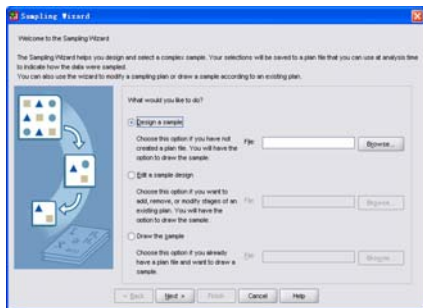 Sampling Wizard
Welcome to the Sampling Wizard
The Sampling Wizard helps you design and select a complex sample. Your selections will be saved to a plan file that you can use at analysis time
to indicate how the data were sampled.
You can also use the wizard to modify a sampling plan or draw a sample according to an existing plan.
What would you like to do?
Design a sample
Choose this option if you have not
created a plan file. You will have the
option to draw the sample.
File:
Browse...
Edit a sample design
Choose this option if you want to
add, remove, or modify stages of an
existing plan. You will have the
option to draw the sample.
File:
Browse...
Draw the sample
Choose this option if you already
have a plan file and want to draw a
sample.
File:
Browse...
< Back Next > Finish Cancel Help